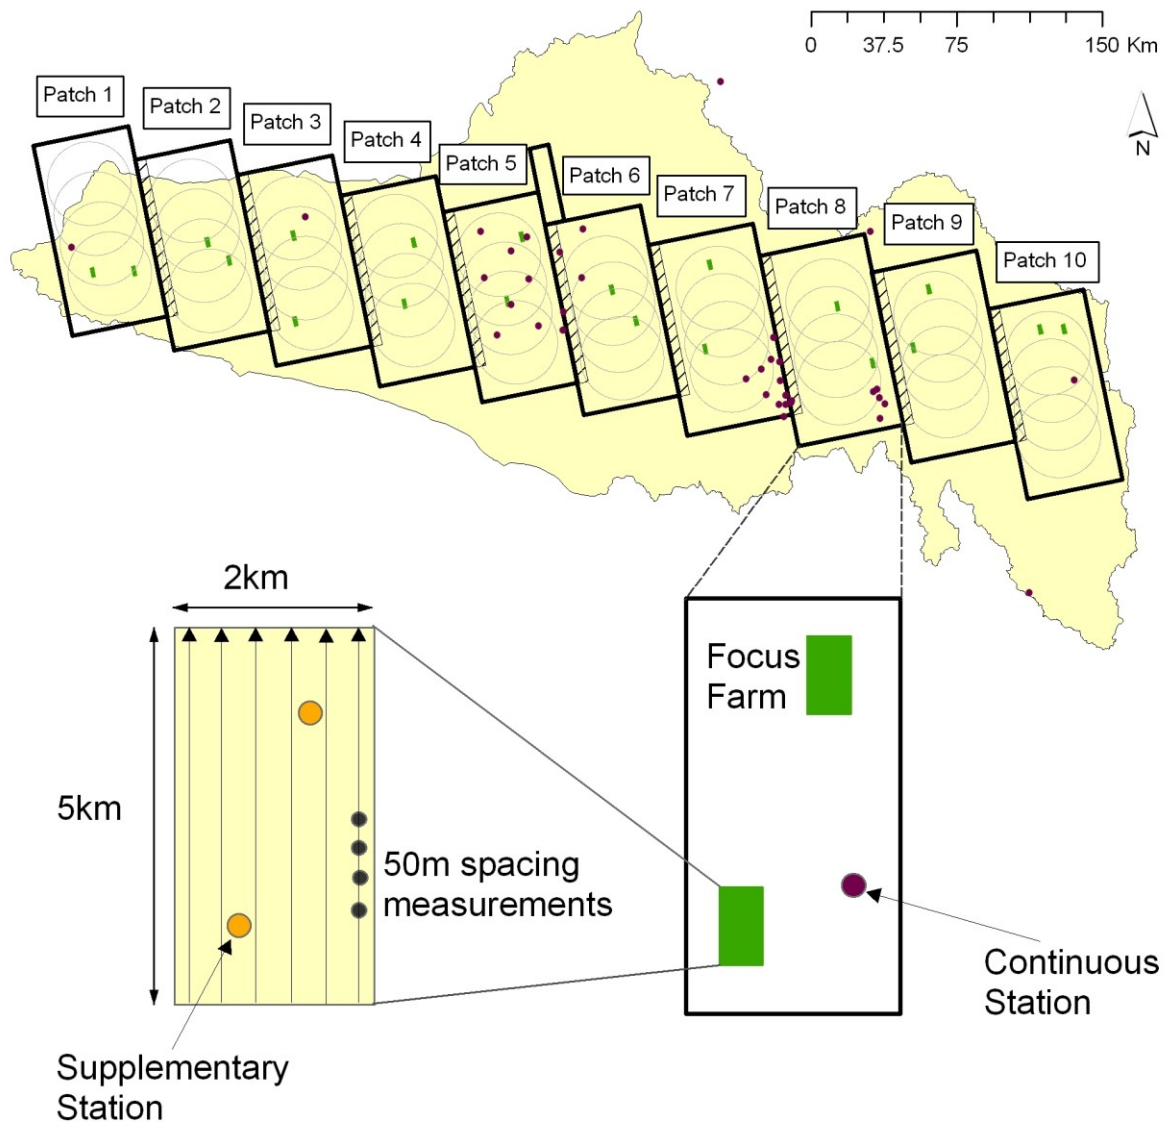 0 37.5 75 150 Km
N
Patch 1
Patch 2
Patch 3
Patch 4
Patch 5
Patch 6
Patch 7
Patch 8
Patch 9
Patch 10
2km
5km
50m spacing
measurements
Supplementary
Station
Focus
Farm
Continuous
Station